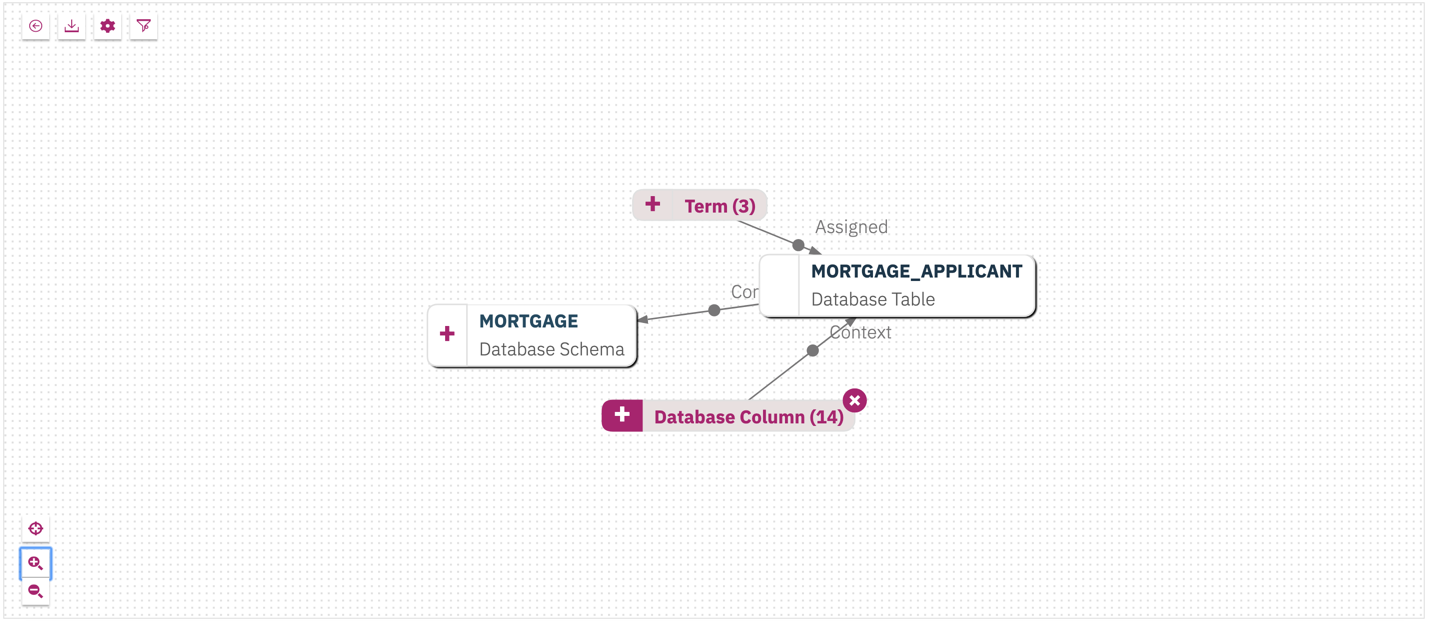 Term (3)
Assigned
MORTGAGE_APPLICANT
Database Table
MORTGAGE
Database Schema
Context
Database Column (14)